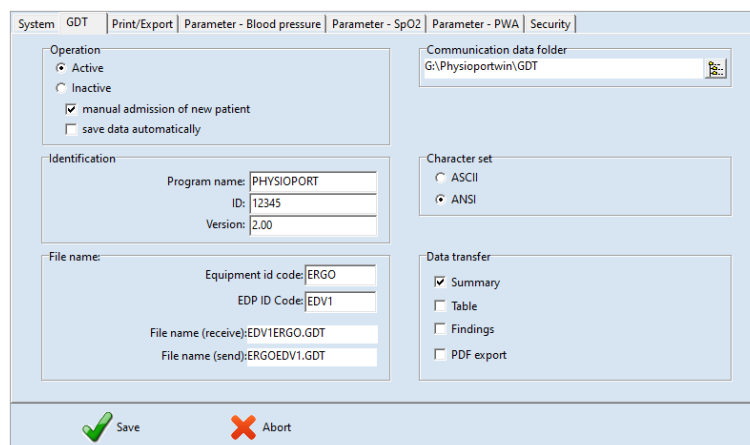 System GDT Print/Export Parameter - Blood pressure Parameter - SpO2 Parameter - PWA Security
Operation
Active
Inactive
manual admission of new patient
save data automatically
Communication data folder
G:\Physioportwin\GDT
Identification
Program name: PHYSIOPORT
ID: 12345
Version: 2.00
Character set
ASCII
ANSI
File name:
Equipment id code: ERGO
EDP ID Code: EDV1
File name (receive): EDV1ERGO.GDT
File name (send): ERGOEDV1.GDT
Data transfer
Summary
Table
Findings
PDF export
Save Abort